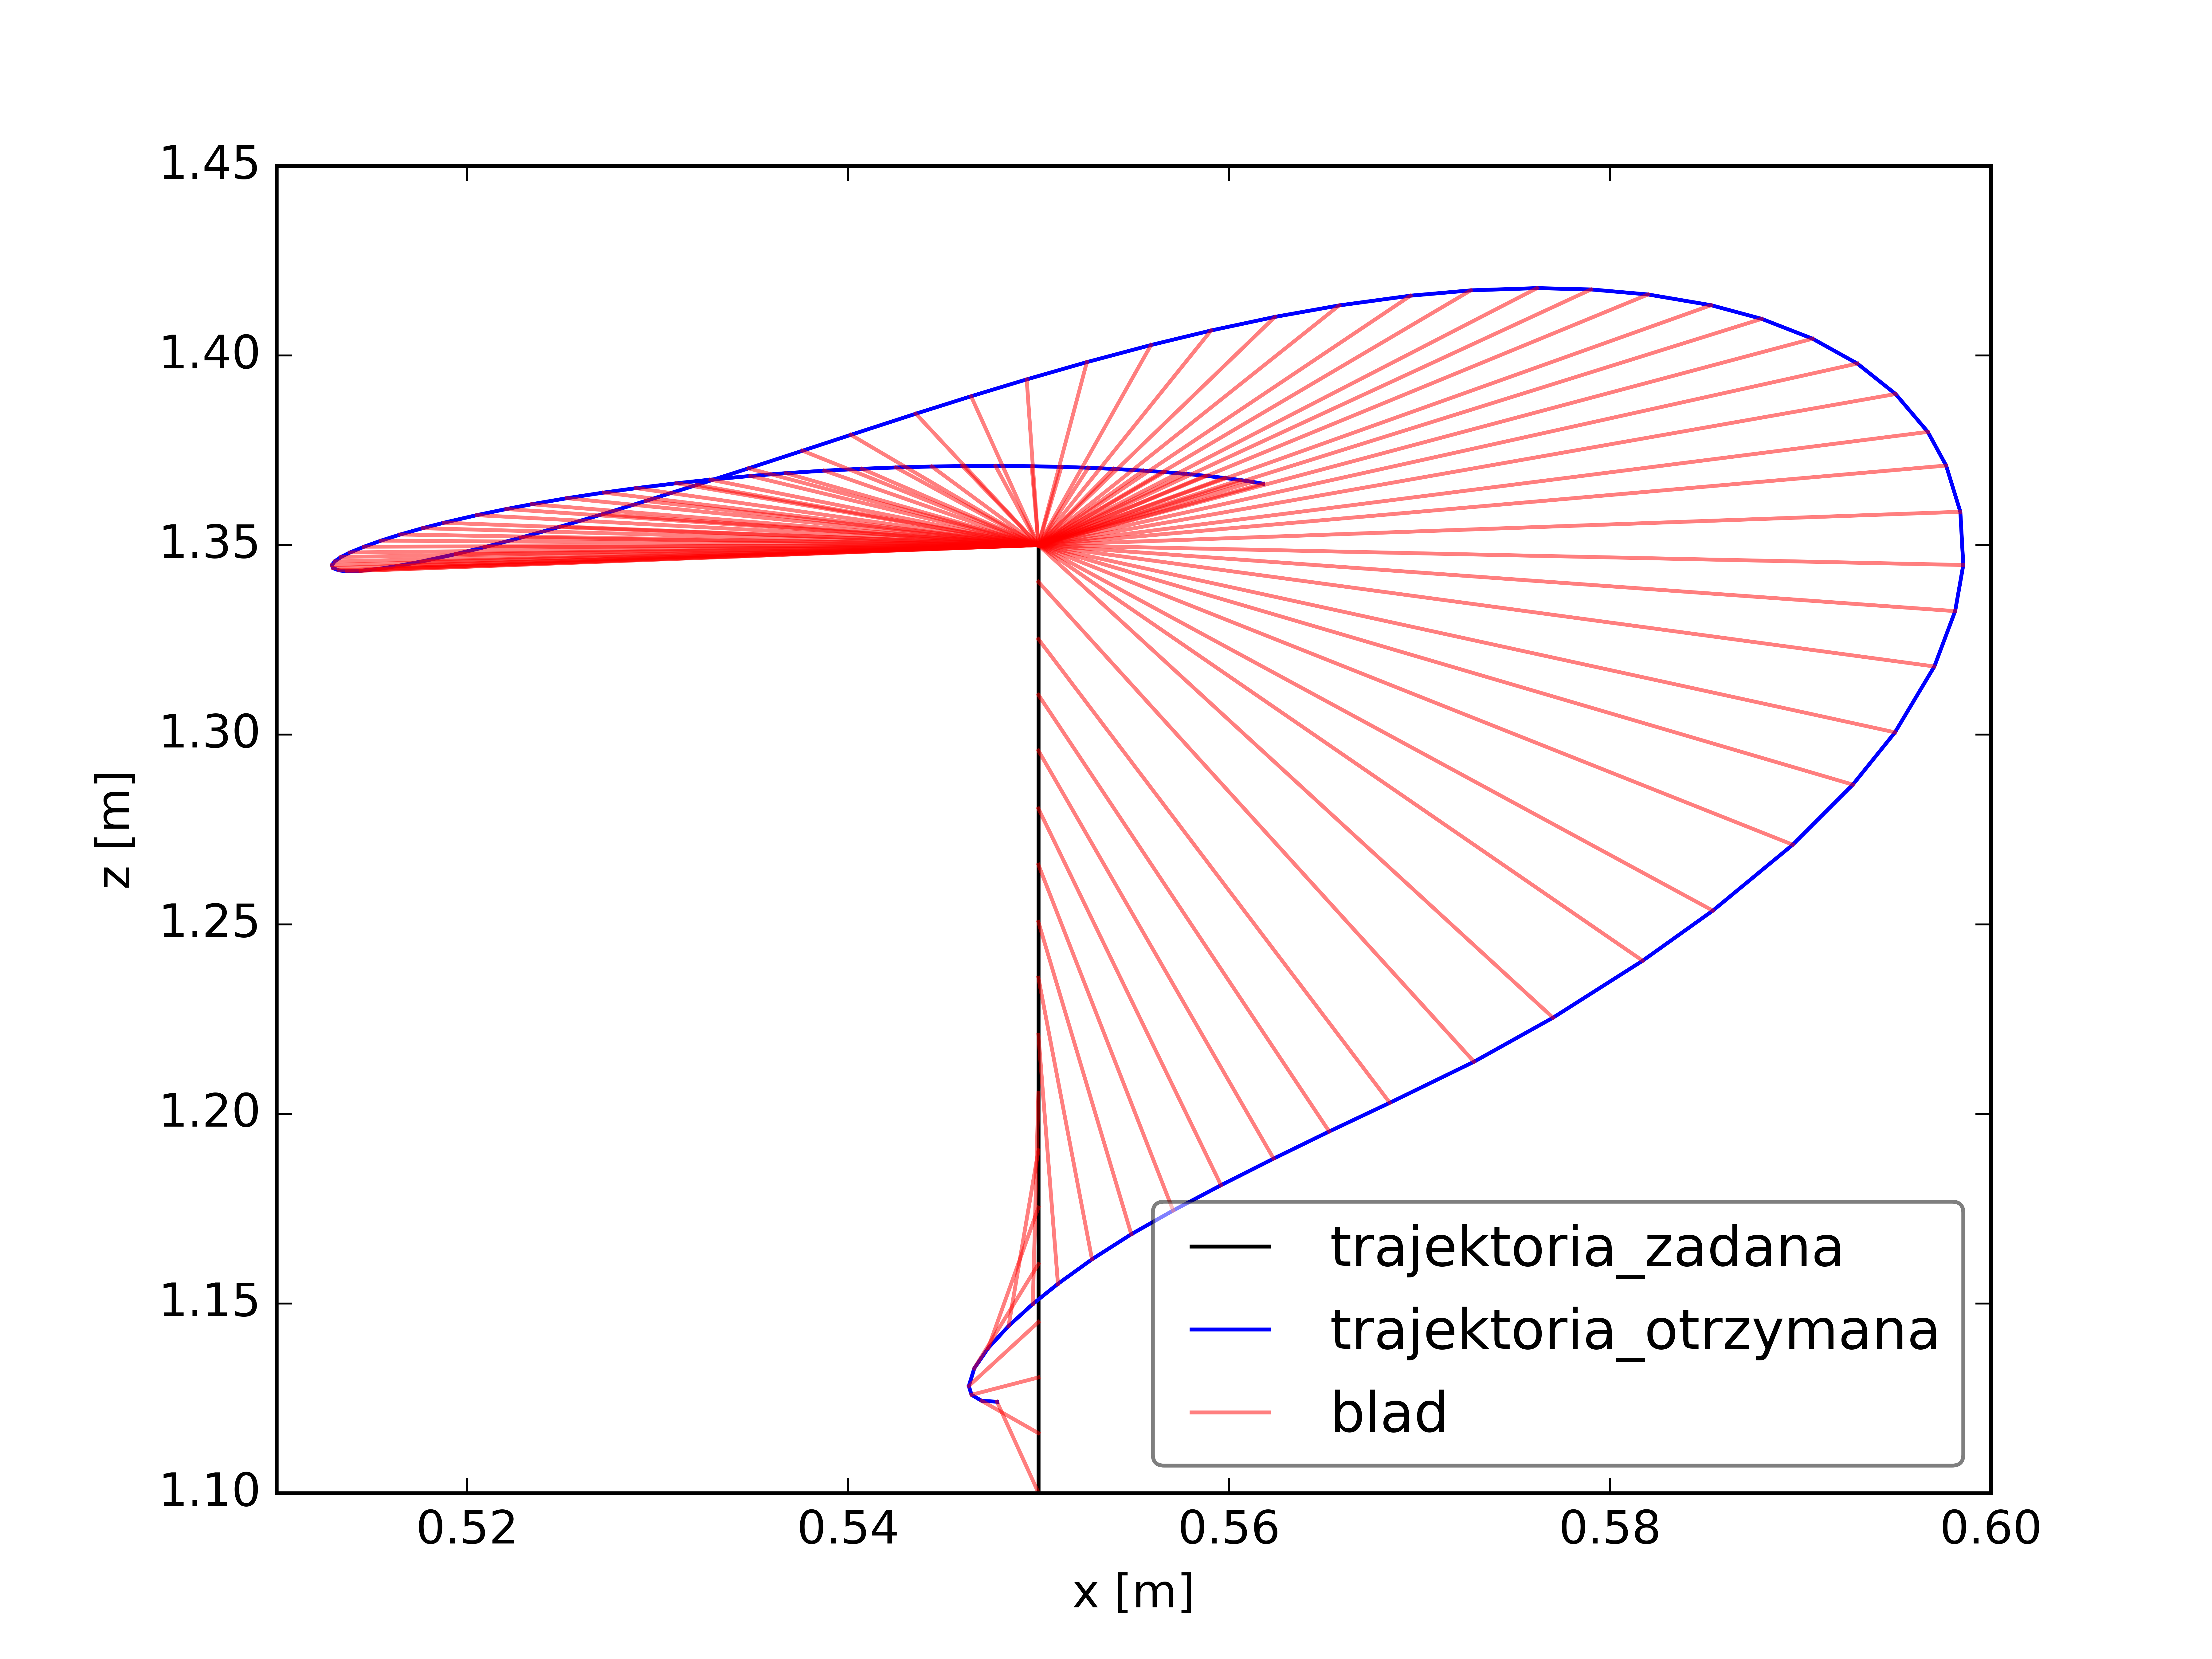 1.45
1.40
1.35
1.30
1.25
1.20
1.15
1.10
z [m]
trajektoria_zadana
trajektoria_otrzymana
blad
0.52 0.54 0.56 0.58 0.60
x [m]